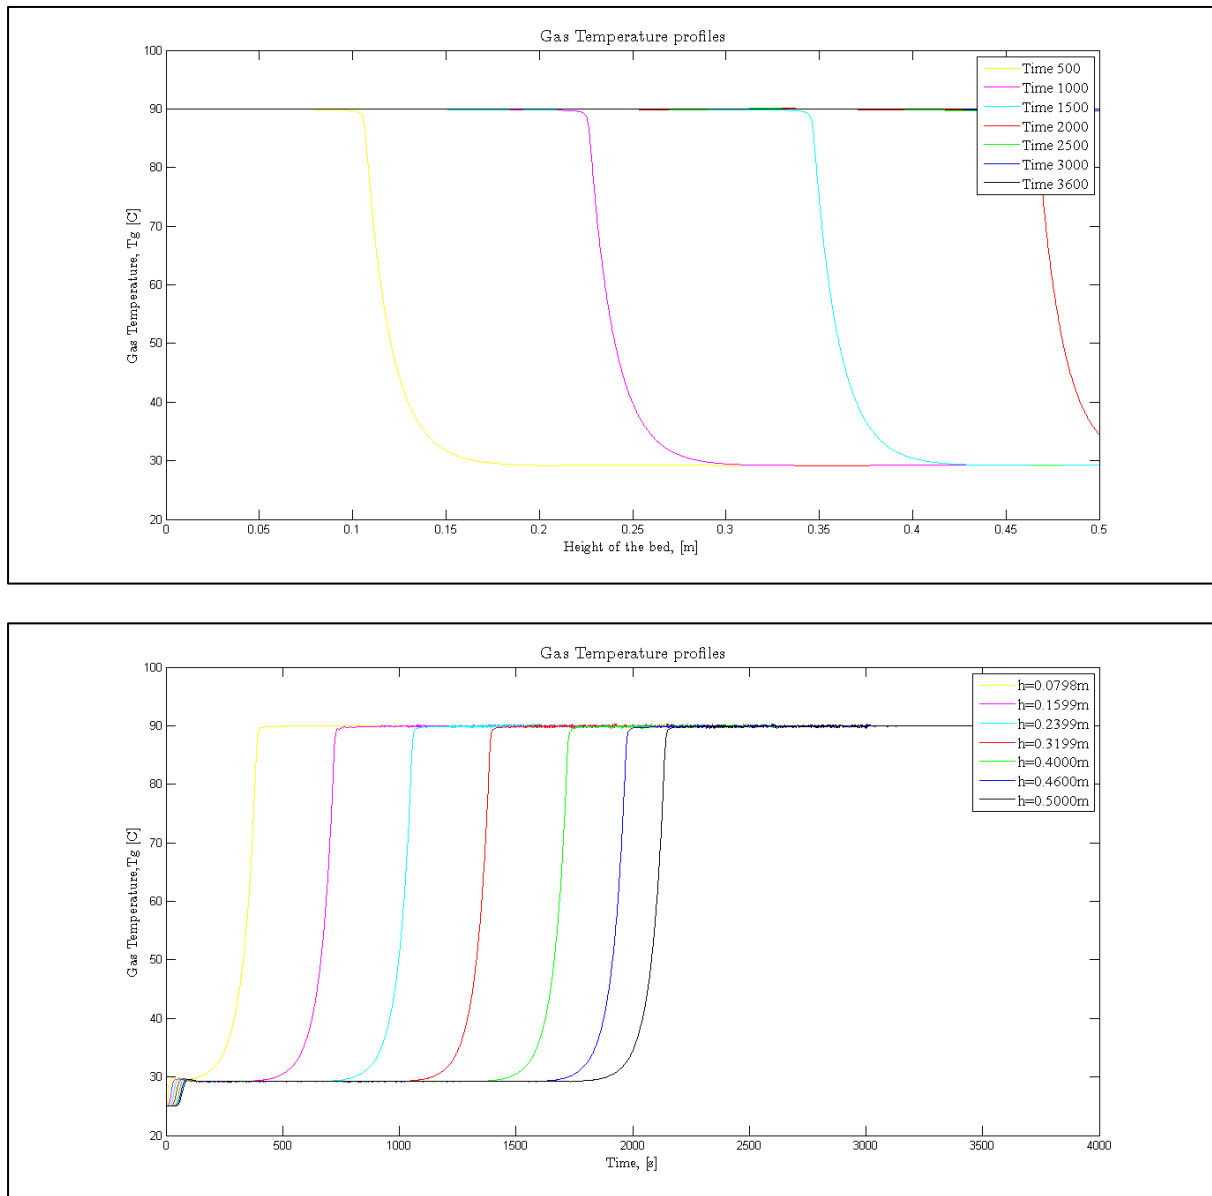 Gas Temperature profiles
Gas Temperature, Tg [C]
100
90
80
70
60
50
40
30
20
Time 500
Time 1000
Time 1500
Time 2000
Time 2500
Time 3000
Time 3600
0 0.05 0.1 0.15 0.2 0.25 0.3 0.35 0.4 0.45 0.5
Height of the bed, [m]
Gas Temperature profiles
Gas Temperature,Tg [C]
100
90
80
70
60
50
40
30
20
h=0.0798m
h=0.1599m
h=0.2399m
h=0.3199m
h=0.4000m
h=0.4600m
h=0.5000m
0 500 1000 1500 2000 2500 3000 3500 4000
Time, [s]